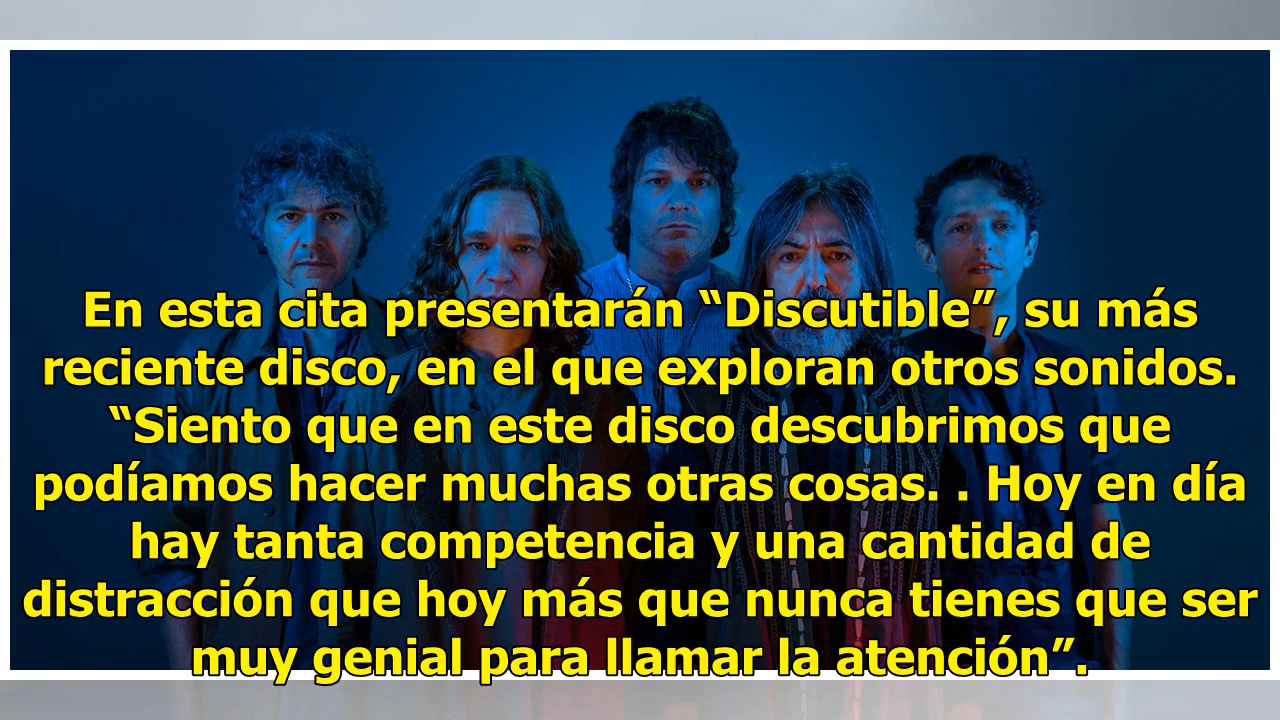 En esta cita presentarán “Discutible”, su más
reciente disco, en el que exploran otros sonidos.
“Siento que en este disco descubrimos que
podíamos hacer muchas otras cosas. . Hoy en día
hay tanta competencia y una cantidad de
distracción que hoy más que nunca tienes que ser
muy genial para llamar la atención”.